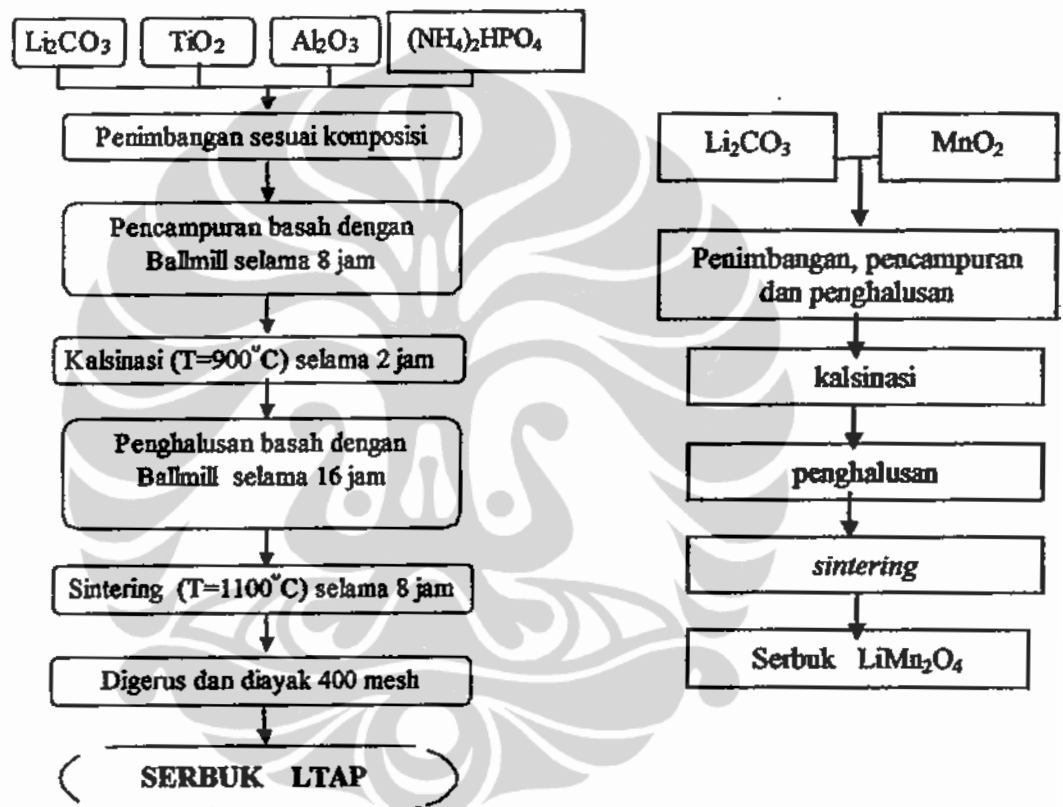 Li₂CO₃
TiO₂
Al₂O₃
(NH₄)₂HPO₄
Penimbangan sesuai komposisi
Pencampuran basah dengan
Ballmill selama 8 jam
Kalsinasi (T=900°C) selama 2 jam
Penghalusan basah dengan
Ballmill selama 16 jam
Sintering (T=1100°C) selama 8 jam
Digerus dan diayak 400 mesh
SERBUK LTAP
Li₂CO₃
MnO₂
Penimbangan, pencampuran
dan penghalusan
kalsinasi
penghalusan
sintering
Serbuk LiMn₂O₄